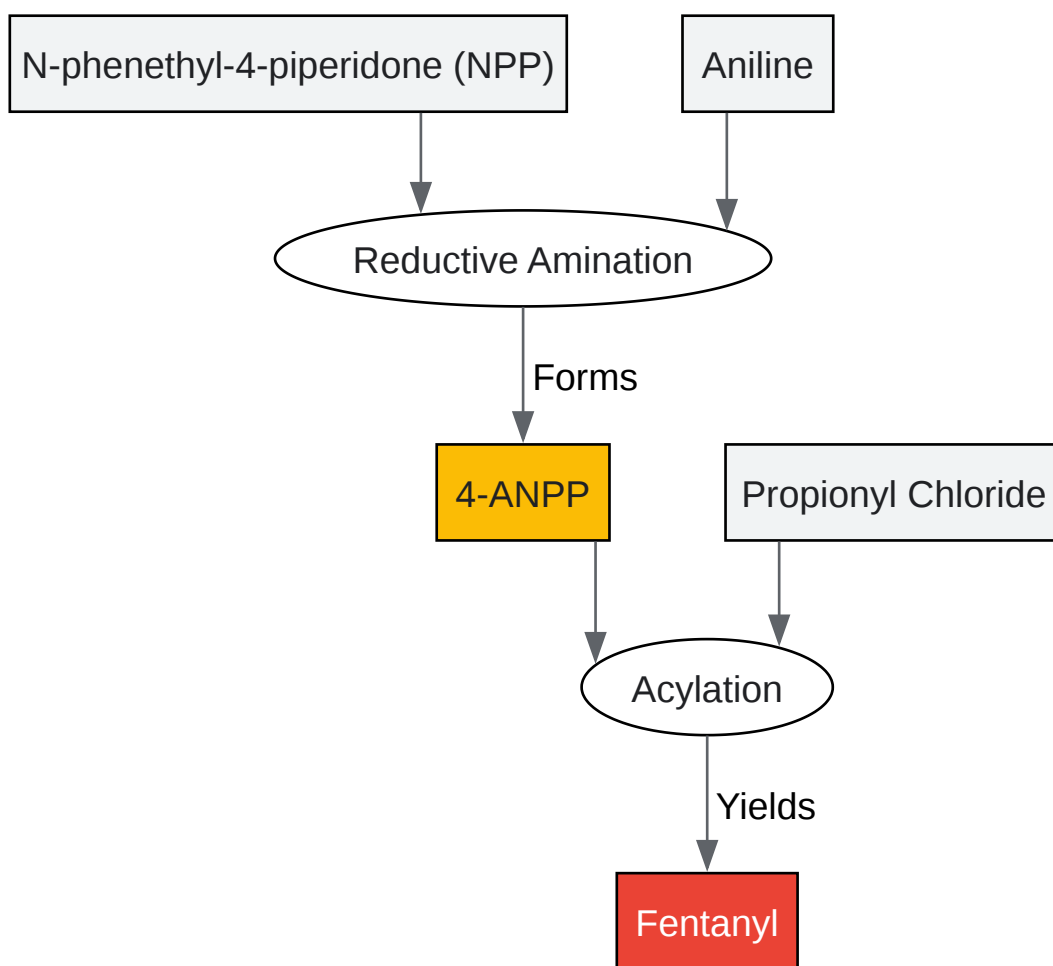 N-phenethyl-4-piperidone (NPP)
Aniline
Reductive Amination
Forms
4-ANPP
Propionyl Chloride
Acylation
Yields
Fentanyl